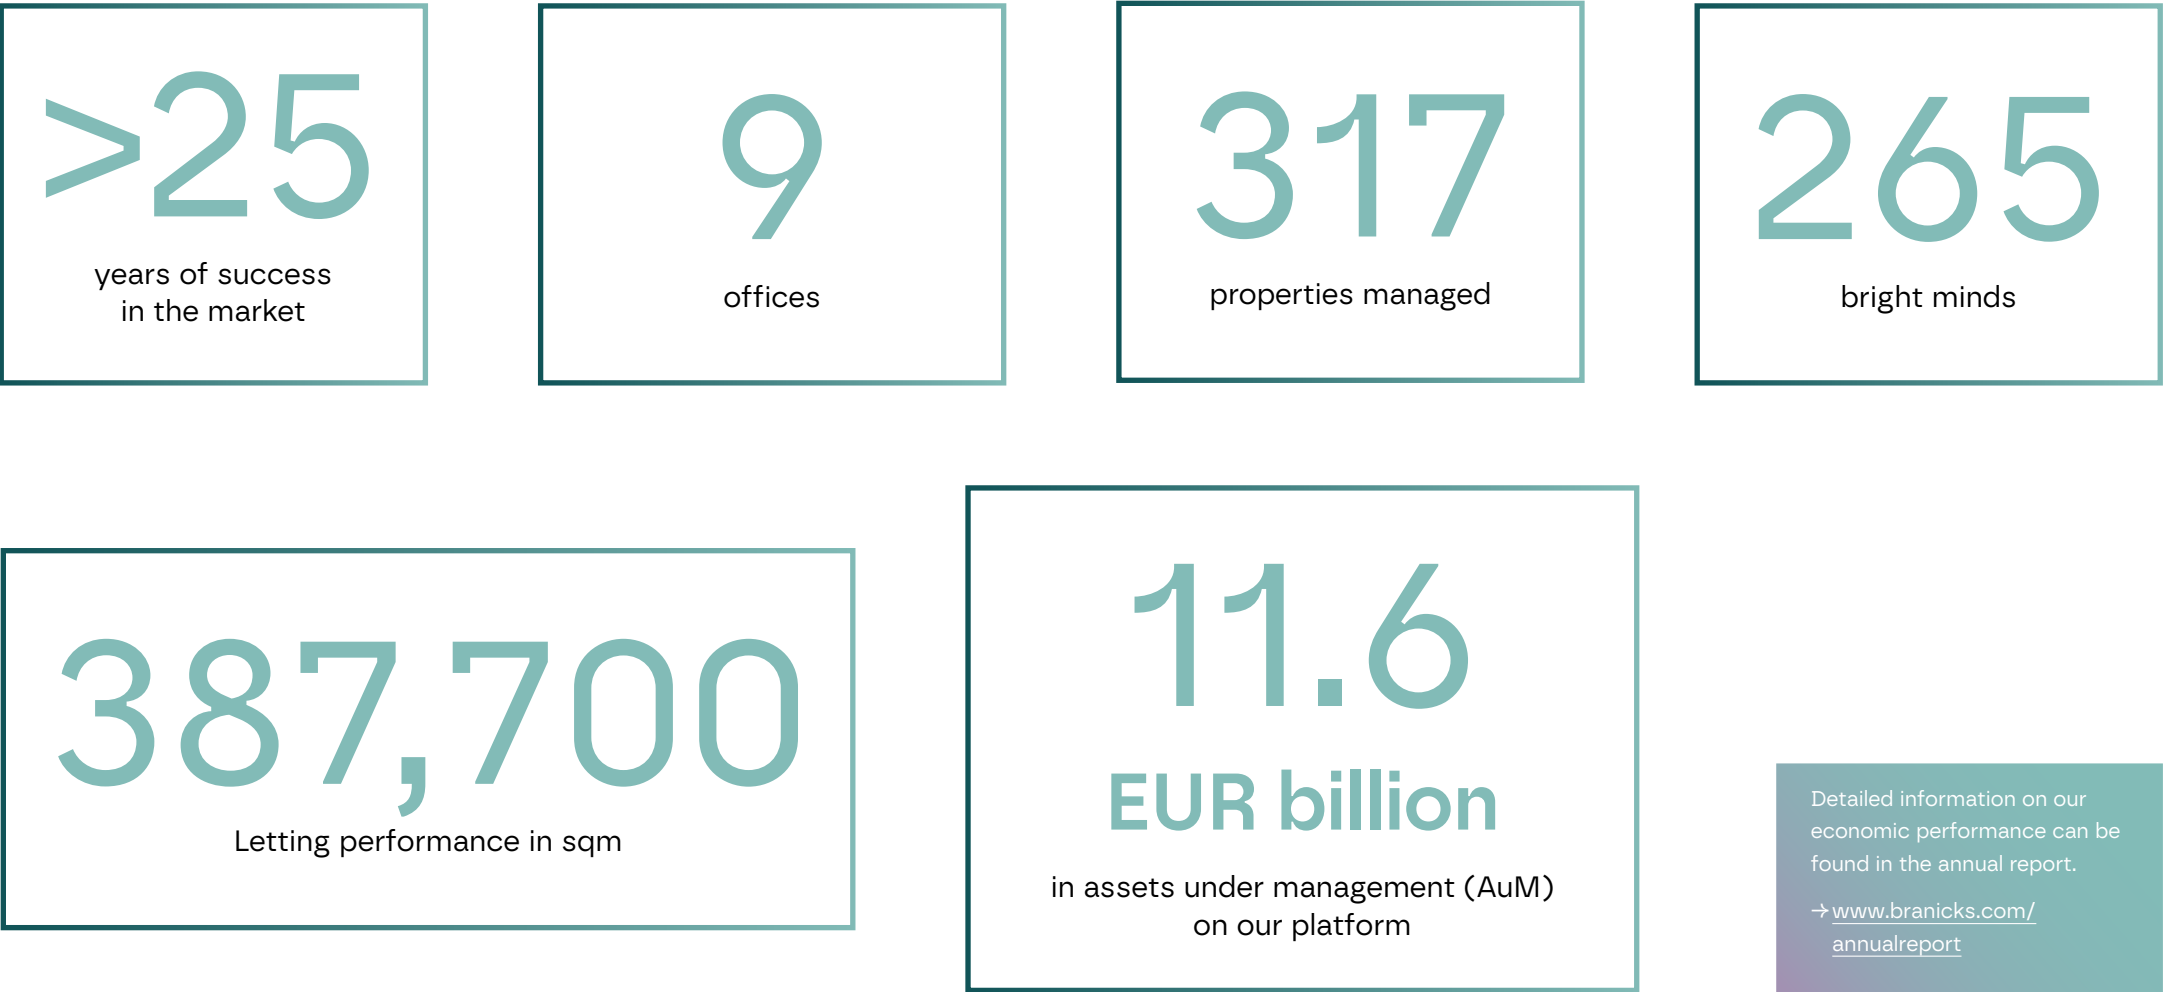 >25
years of success
in the market
9
offices
317
properties managed
265
bright minds
387,700
Letting performance in sqm
11.6
EUR billion
in assets under management (AuM)
on our platform
Detailed information on our
economic performance can be
found in the annual report.
→ www.branicks.com/
annualreport